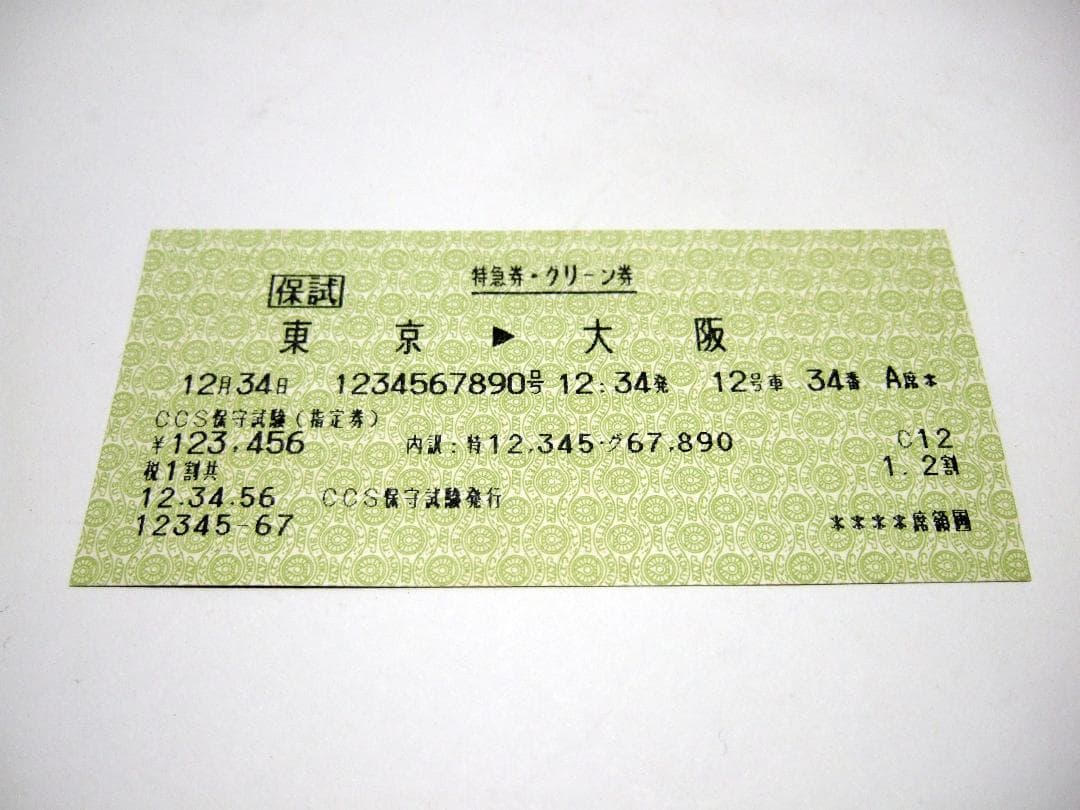 特急券・グリーン券
保試
東京▶大阪
12月34日 1234567890号 12:34発 12号車 34番 A席
CCS保守試験(指定券)
¥123,456 内訳:特12,345・グ67,890 C12
税1割共 1.2割
12.34.56 CCS保守試験発行
12345-67 ****席